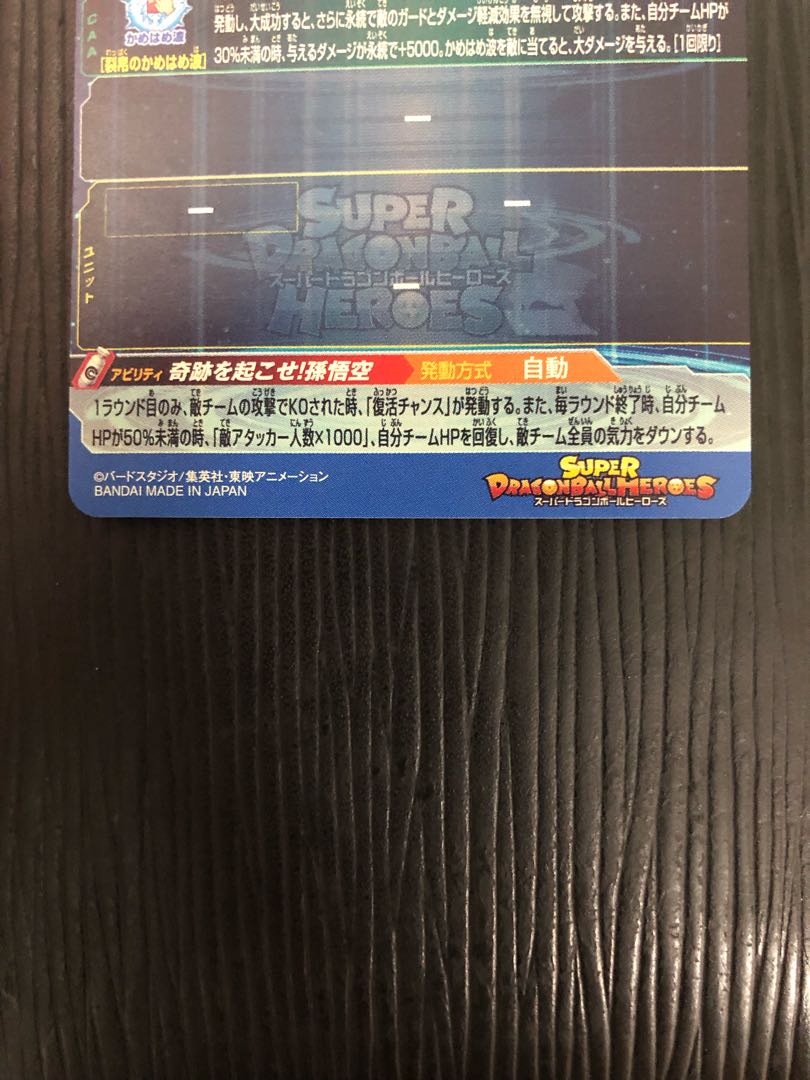 発動し、大成功すると、さらに永続で敵のガードとダメージ軽減効果を無視して攻撃する。また、自分チームHPが
30%未満の時、与えるダメージが永続で+5000。かめはめ波を敵に当てると、大ダメージを与える。[1回限り]
CAA
かめはめ波
[裂帛のかめはめ波]
ー
ユニット
ー
ー
ー
SUPER
DRAGONBALL
スーパードラゴンボールヒーローズ
HEROES
アビリティ 奇跡を起こせ!孫悟空 発動方式 自動
1ラウンド目のみ、敵チームの攻撃でKOされた時、「復活チャンス」が発動する。また、毎ラウンド終了時、自分チーム
HPが50%未満の時、「敵アタッカー人数×1000」、自分チームHPを回復し、敵チーム全員の気力をダウンする。
©バードスタジオ/集英社・東映アニメーション
BANDAI MADE IN JAPAN
SUPER
DRAGONBALL HEROES
スーパードラゴンボールヒーローズ